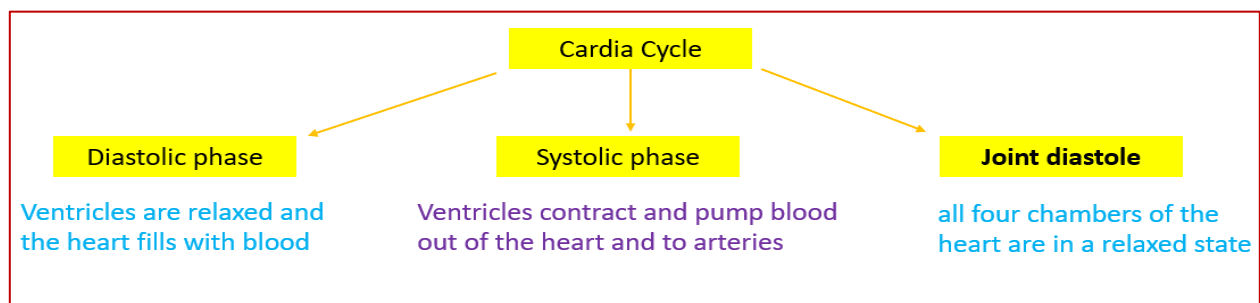 Cardia Cycle
Diastolic phase
Systolic phase
Joint diastole
Ventricles are relaxed and
the heart fills with blood
Ventricles contract and pump blood
out of the heart and to arteries
all four chambers of the
heart are in a relaxed state